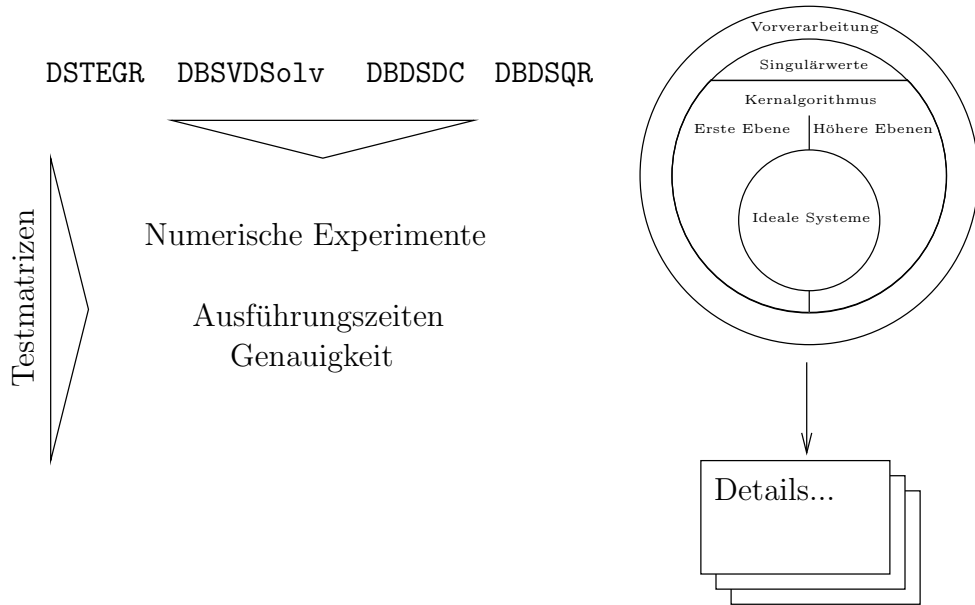 DSTEGR DBSVDSolv DBDSDC DBDSQR
Testmatrizen
Numerische Experimente
Ausführungszeiten
Genauigkeit
Vorverarbeitung
Singulärwerte
Kernalgorithmus
Erste Ebene Höhere Ebenen
Ideale Systeme
Details...